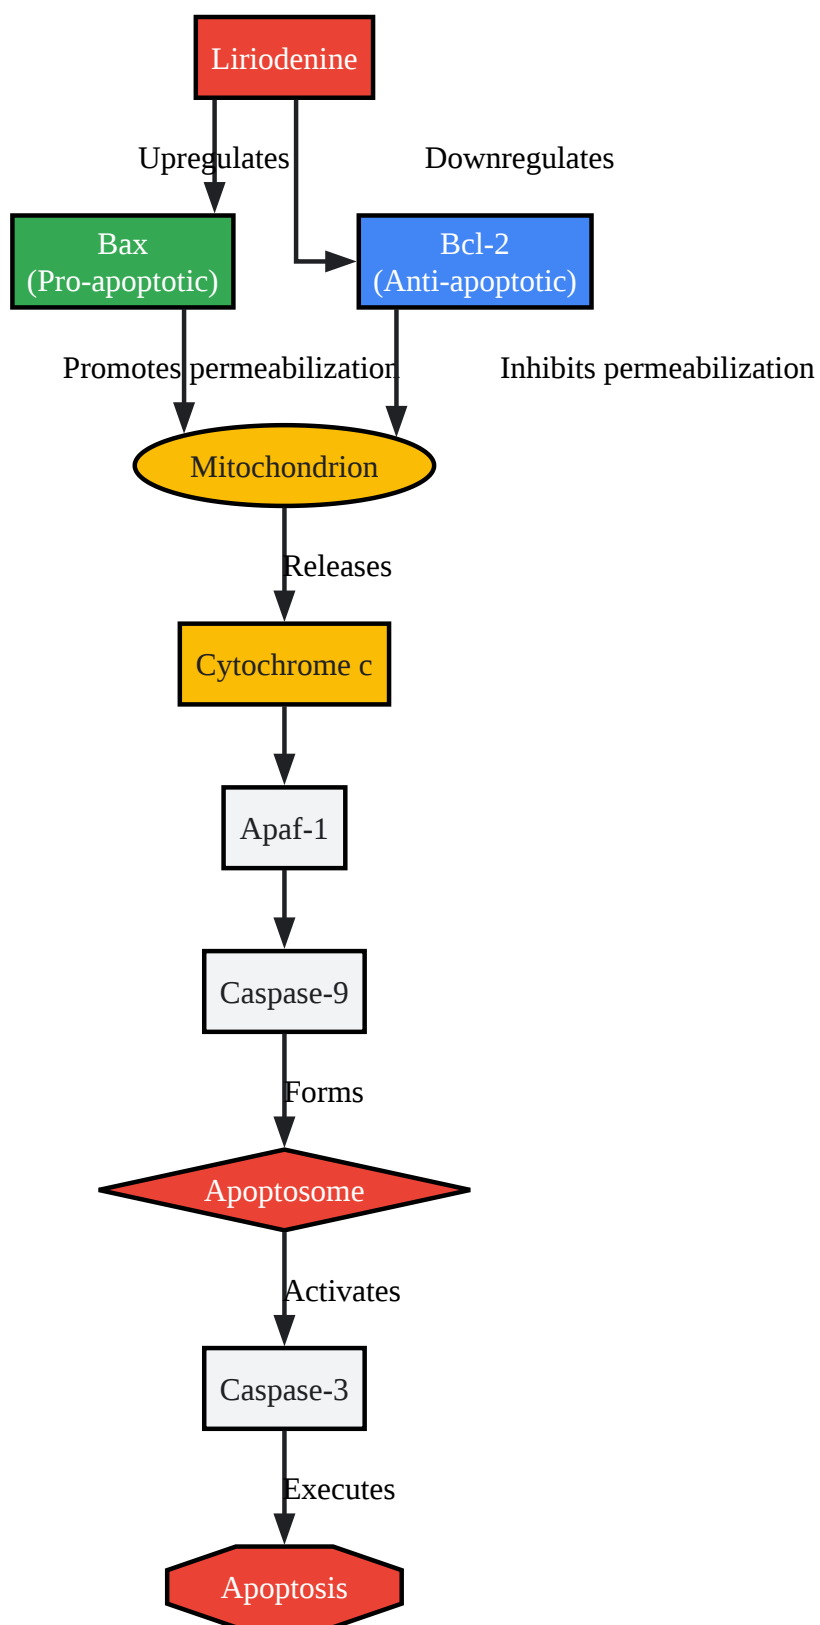 Liriodenine
Upregulates
Downregulates
Bax
(Pro-apoptotic)
Bcl-2
(Anti-apoptotic)
Promotes permeabilization
Inhibits permeabilization
Mitochondrion
Releases
Cytochrome c
Apaf-1
Caspase-9
Forms
Apoptosome
Activates
Caspase-3
Executes
Apoptosis